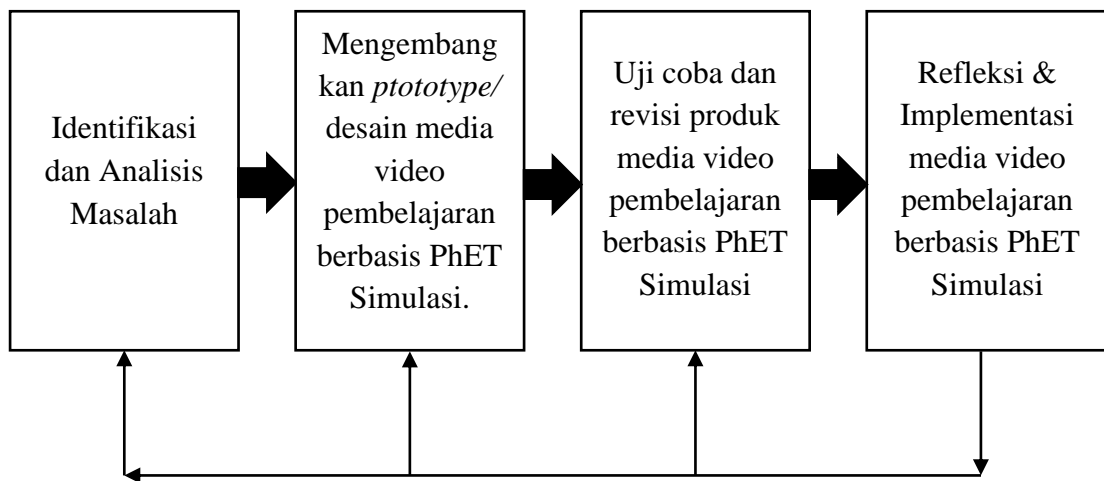 Identifikasi
dan Analisis
Masalah
Mengembang
kan ptototype/
desain media
video
pembelajaran
berbasis PhET
Simulasi.
Uji coba dan
revisi produk
media video
pembelajaran
berbasis PhET
Simulasi
Refleksi &
Implementasi
media video
pembelajaran
berbasis PhET
Simulasi